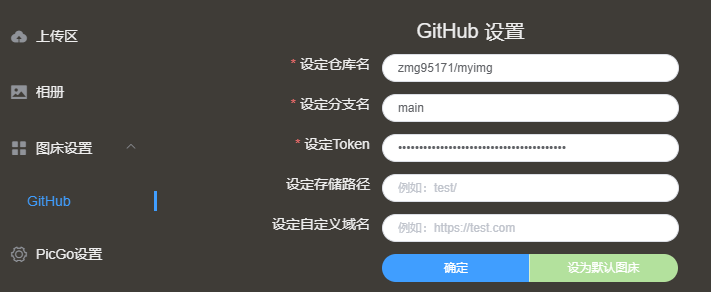 GitHub 设置
上传区
相册
图床设置
GitHub
PicGo设置
* 设定仓库名 zmg95171/myimg
* 设定分支名 main
* 设定Token ••••••••••••••••••••••••••••••••••••••••
设定存储路径 例如：test/
设定自定义域名 例如：https://test.com
确定 设为默认图床